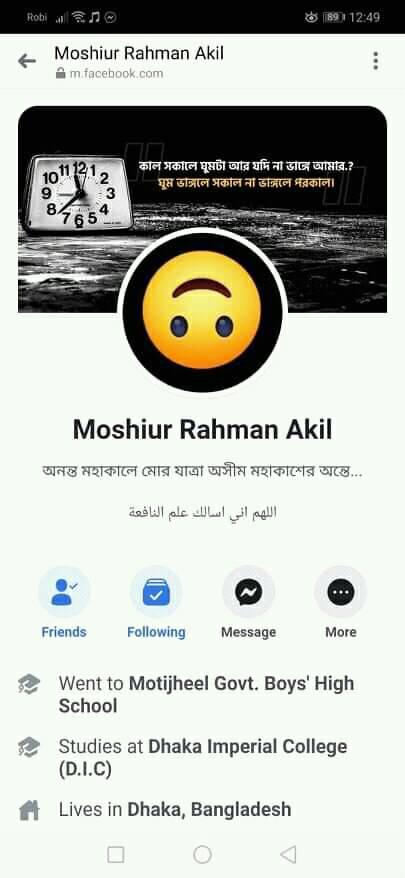 Robi 89 12:49
Moshiur Rahman Akil
m.facebook.com
কাল সকালে ঘুমটা আর যদি না ভাঙ্গে আমার.?
ঘুম ভাঙ্গলে সকাল না ভাঙ্গলে পরকাল।
10 11 12 1 2 3 4 5 6 7 8 9
Moshiur Rahman Akil
অনন্ত মহাকালে মোর যাত্রা অসীম মহাকাশের অন্তে...
اللهم اني اسالك علم النافعة
Friends Following Message More
Went to Motijheel Govt. Boys' High
School
Studies at Dhaka Imperial College
(D.I.C)
Lives in Dhaka, Bangladesh